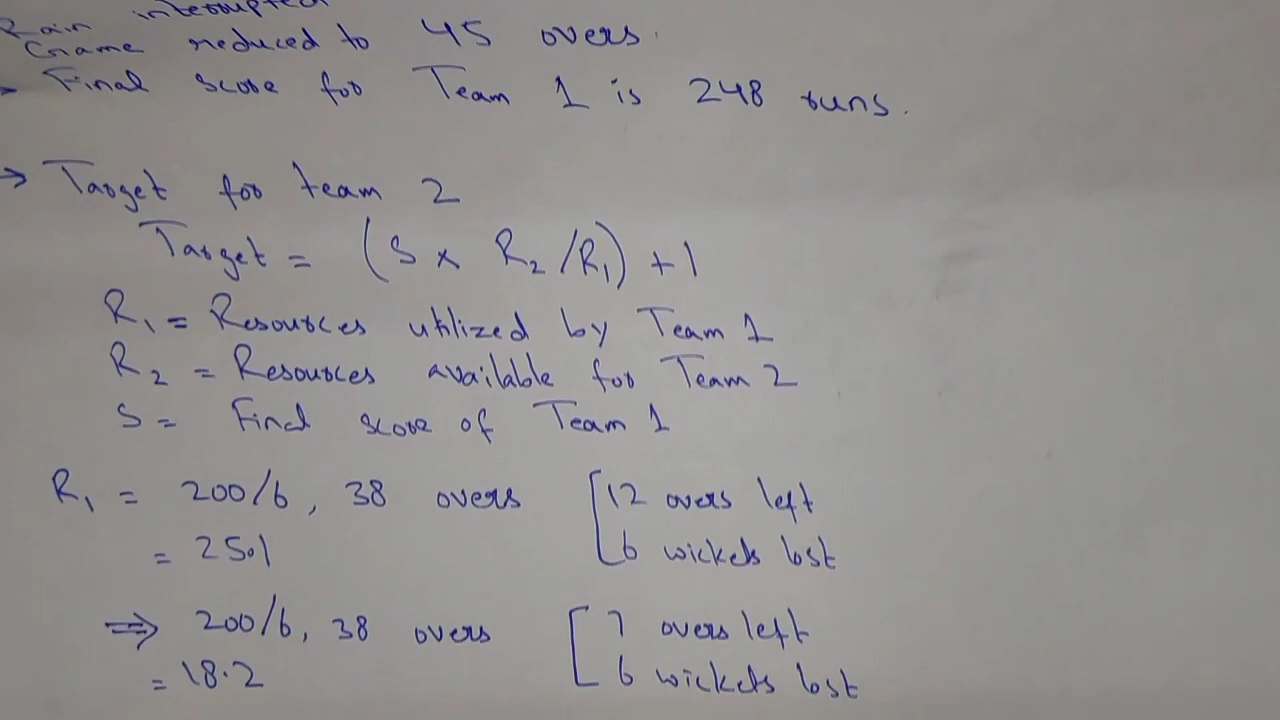 Rain interrupted
Game reduced to 45 overs.
Final score for Team 1 is 248 runs.
→ Target for team 2
Target = (S x R₂/R₁) + 1
R₁ = Resources utilized by Team 1
R₂ = Resources available for Team 2
S = Final score of Team 1
R₁ = 200/6, 38 overs [12 overs left
= 25.1 6 wickets lost
⇒ 200/6, 38 overs [7 overs left
= 18.2 6 wickets lost